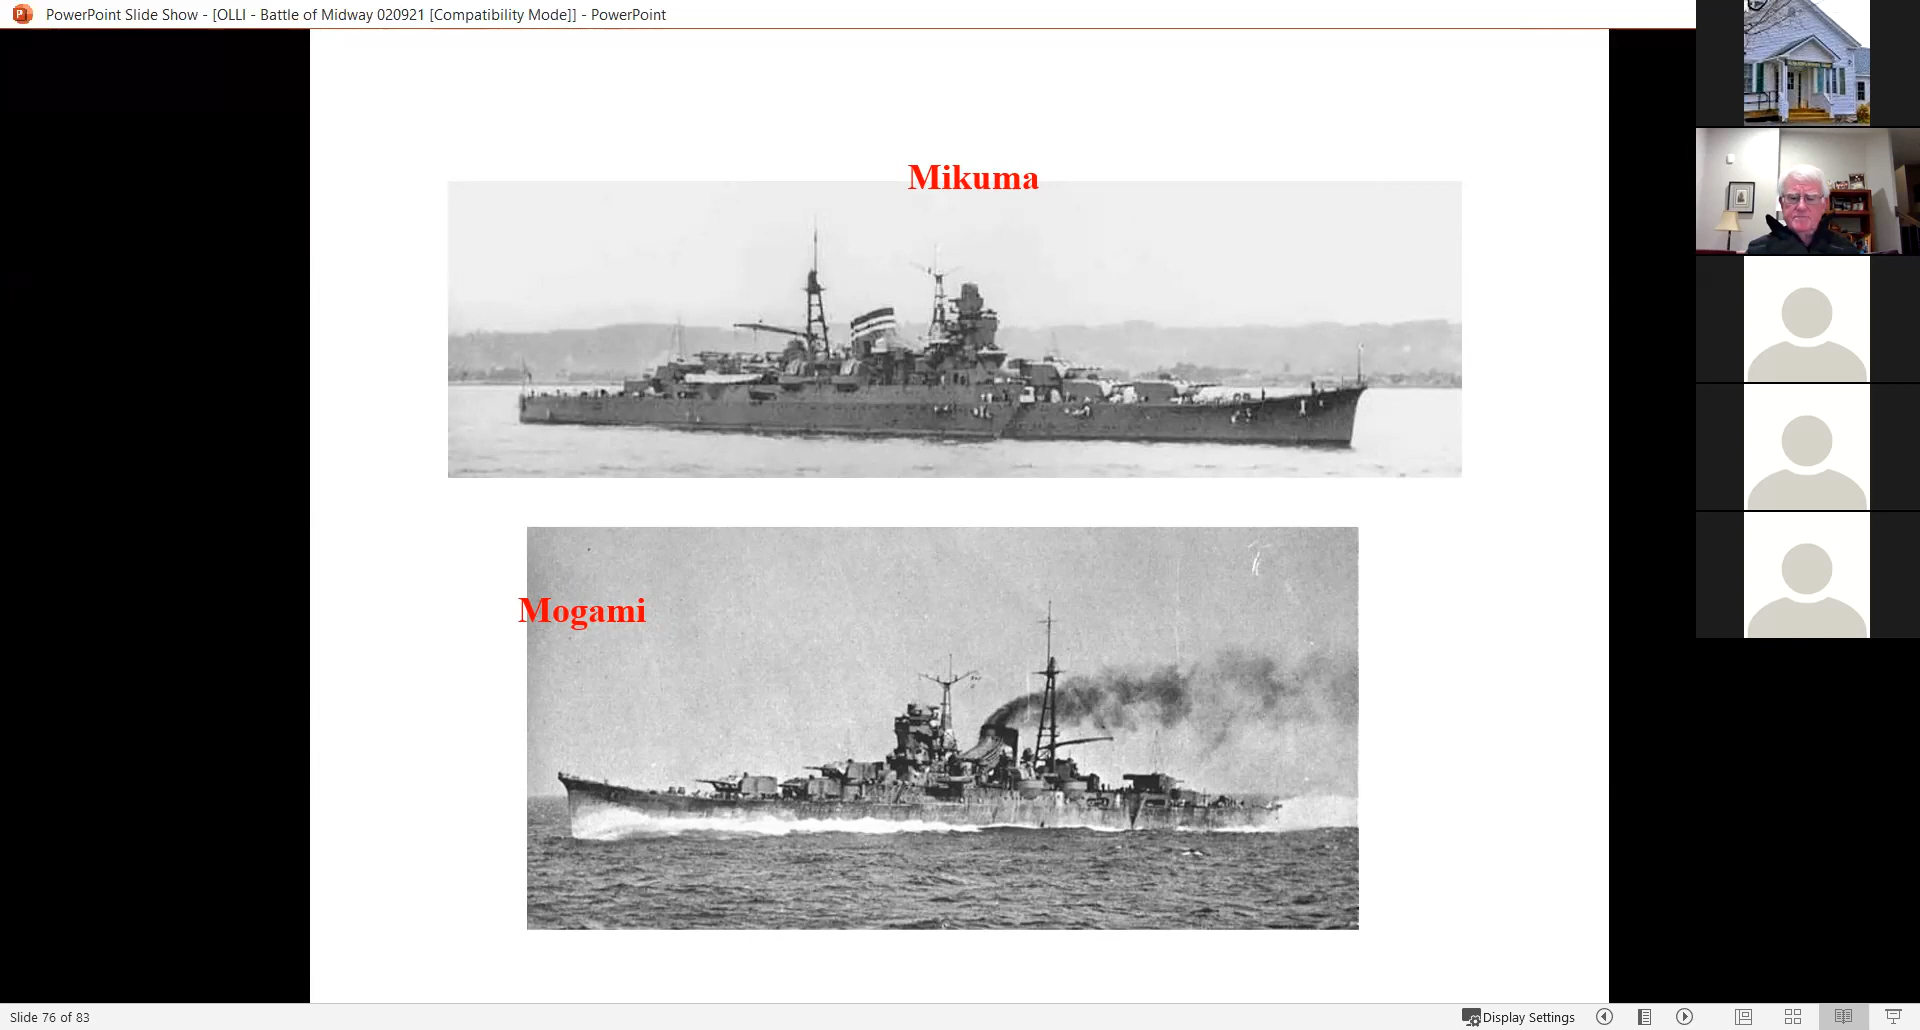 PowerPoint Slide Show - [OLLI - Battle of Midway 020921 [Compatibility Mode]] - PowerPoint
Mikuma
Mogami
Slide 76 of 83
Display Settings